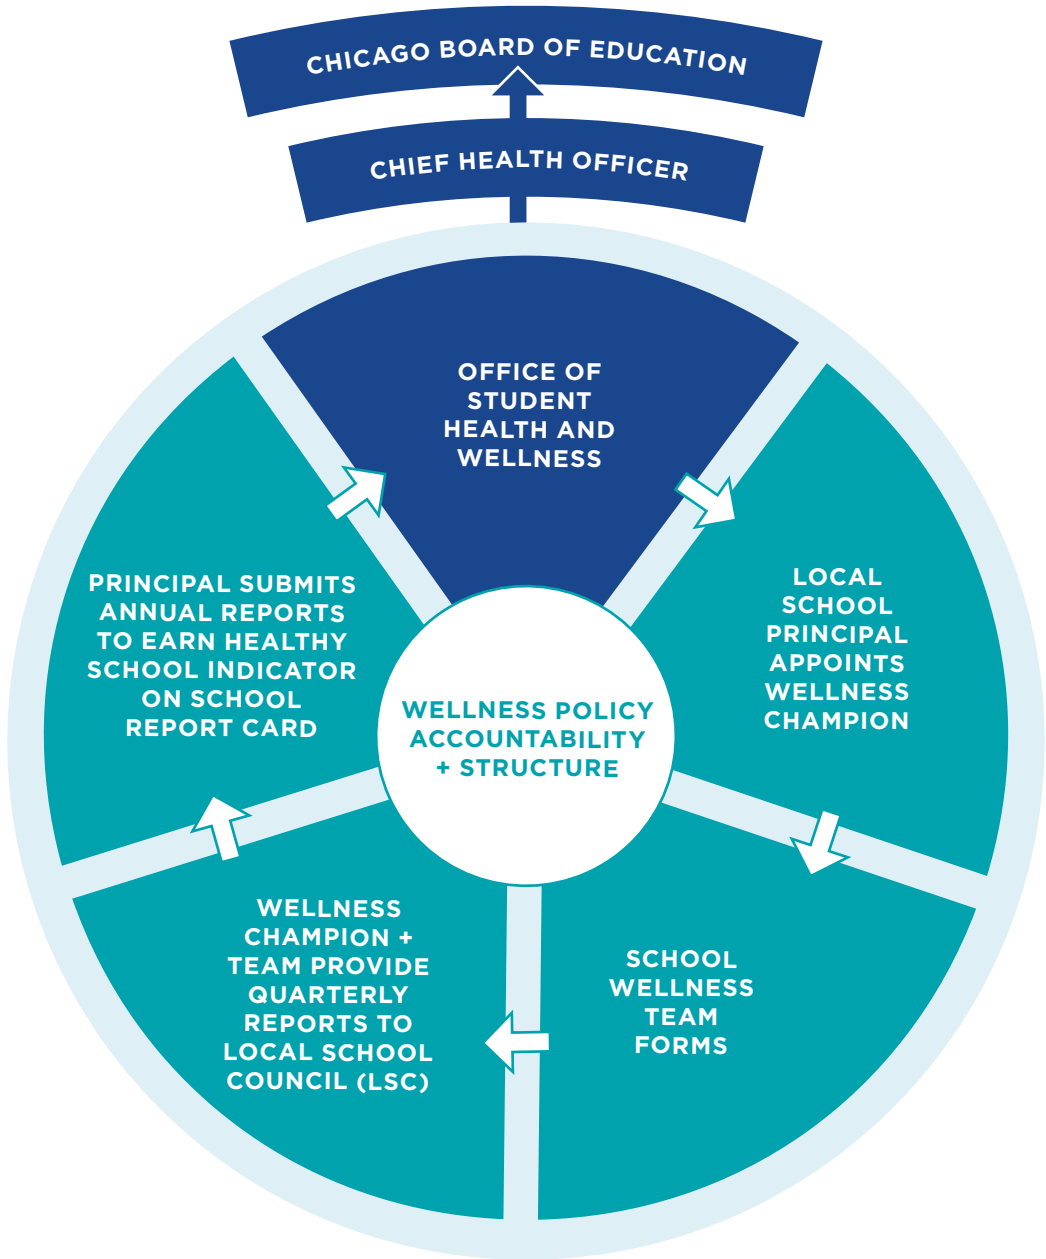 CHICAGO BOARD OF EDUCATION
CHIEF HEALTH OFFICER
OFFICE OF
STUDENT
HEALTH AND
WELLNESS
LOCAL
SCHOOL
PRINCIPAL
APPOINTS
WELLNESS
CHAMPION
SCHOOL
WELLNESS
TEAM
FORMS
WELLNESS
CHAMPION +
TEAM PROVIDE
QUARTERLY
REPORTS TO
LOCAL SCHOOL
COUNCIL (LSC)
PRINCIPAL SUBMITS
ANNUAL REPORTS
TO EARN HEALTHY
SCHOOL INDICATOR
ON SCHOOL
REPORT CARD
WELLNESS POLICY
ACCOUNTABILITY
+ STRUCTURE